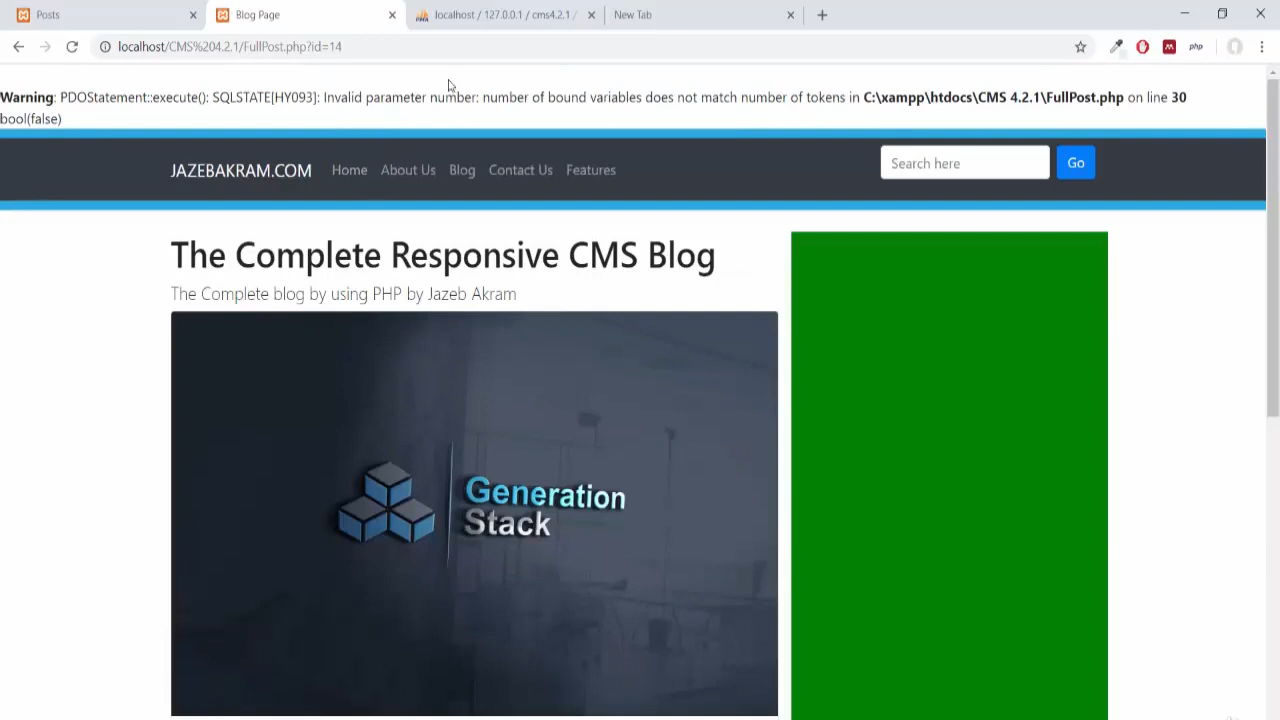 Posts
Blog Page
localhost / 127.0.0.1 / cms4.2.1 /
New Tab
localhost/CMS%204.2.1/FullPost.php?id=14
php
Warning: PDOStatement::execute(): SQLSTATE[HY093]: Invalid parameter number: number of bound variables does not match number of tokens in C:\xampp\htdocs\CMS 4.2.1\FullPost.php on line 30
bool(false)
JAZEBAKRAM.COM Home About Us Blog Contact Us Features Search here Go
The Complete Responsive CMS Blog
The Complete blog by using PHP by Jazeb Akram
Generation
Stack